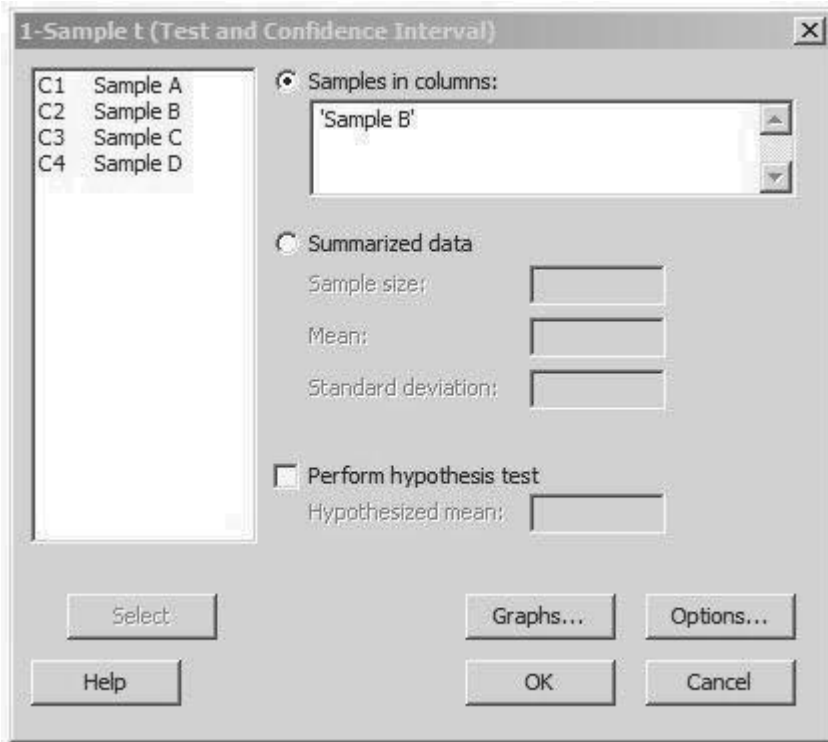 1-Sample t (Test and Confidence Interval)
C1 Sample A
C2 Sample B
C3 Sample C
C4 Sample D
Samples in columns:
'Sample B'
Summarized data
Sample size:
Mean:
Standard deviation:
Perform hypothesis test
Hypothesized mean:
Select
Graphs...
Options...
Help
OK
Cancel